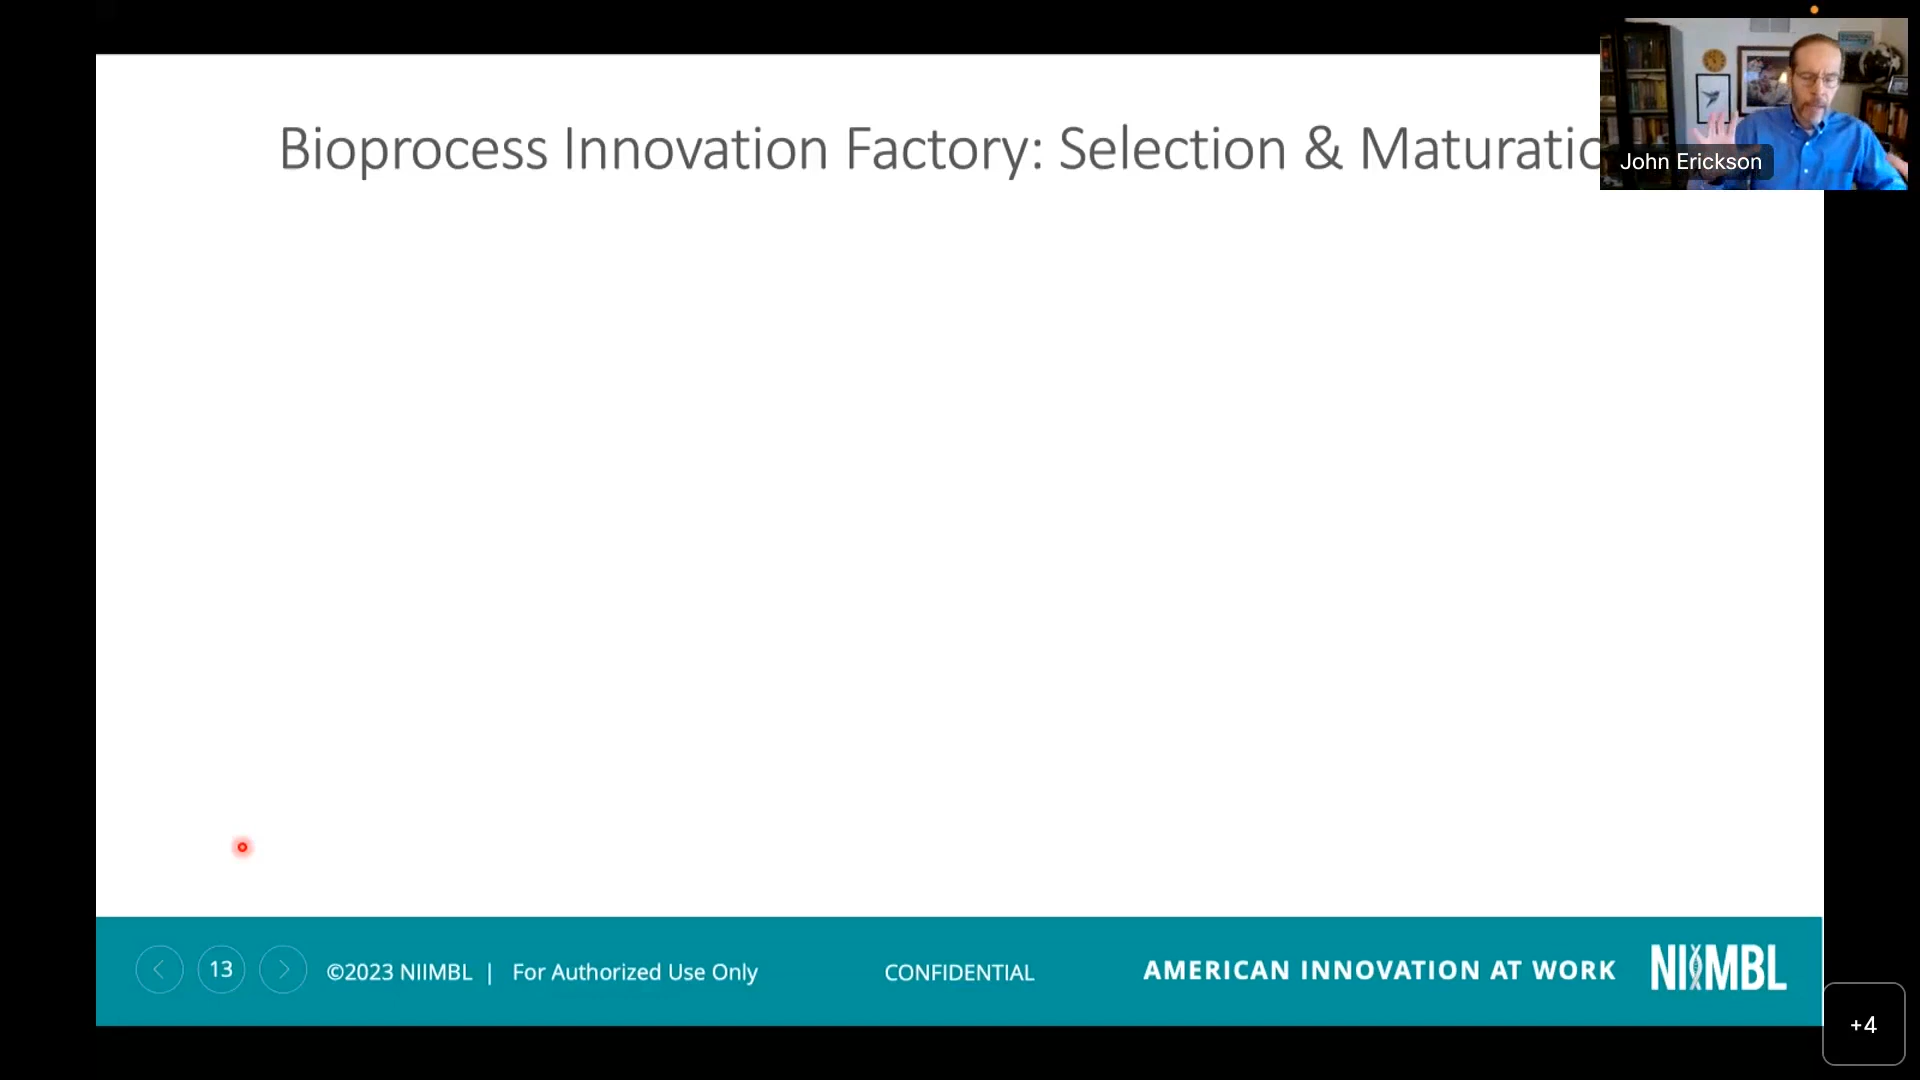 Bioprocess Innovation Factory: Selection & Maturatio
John Erickson
13
©2023 NIIMBL | For Authorized Use Only
CONFIDENTIAL
AMERICAN INNOVATION AT WORK
NIIMBL
+4